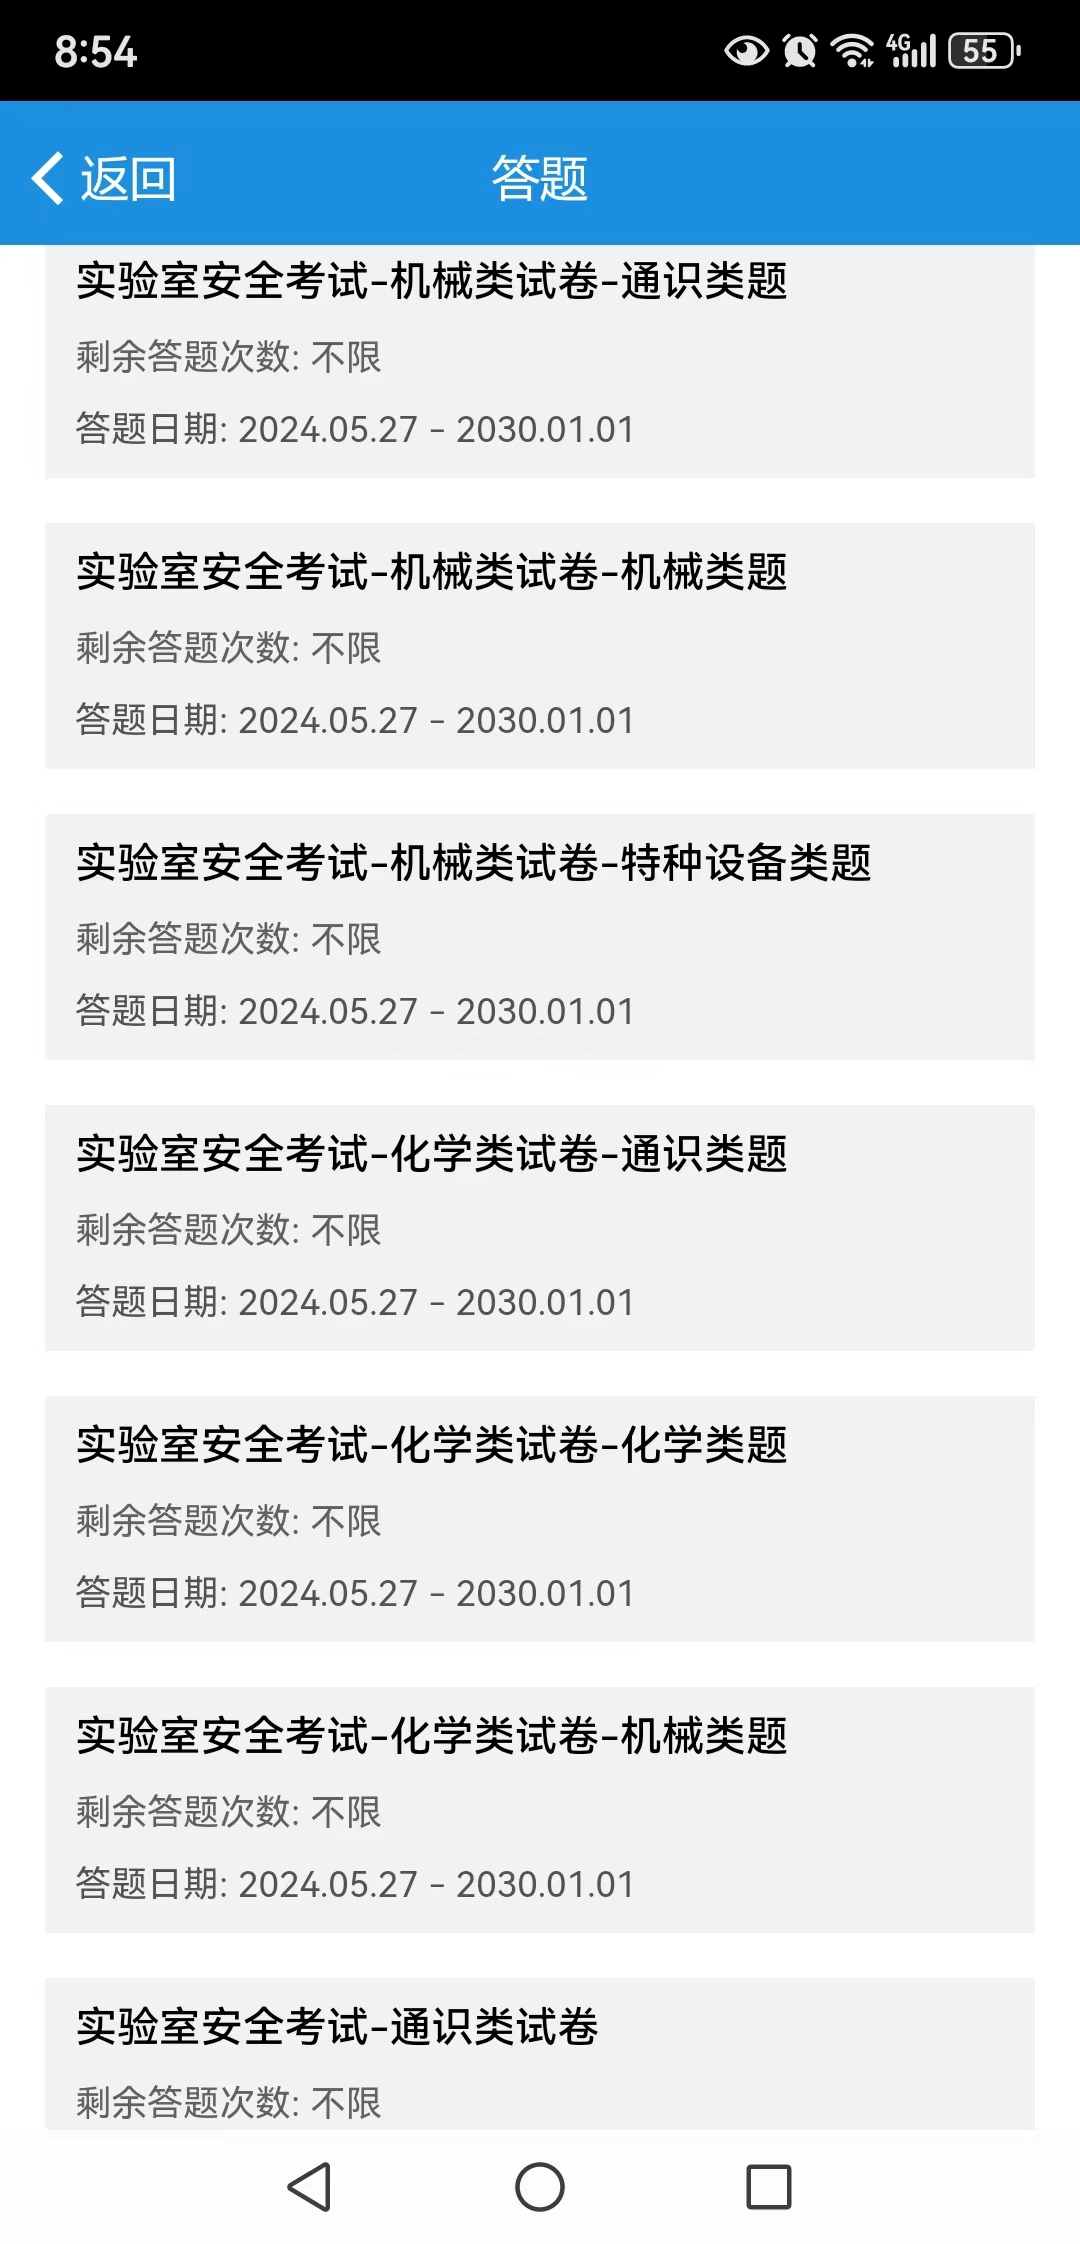 8:54
4G
55
返回
答题
实验室安全考试-机械类试卷-通识类题
剩余答题次数: 不限
答题日期: 2024.05.27 - 2030.01.01
实验室安全考试-机械类试卷-机械类题
剩余答题次数: 不限
答题日期: 2024.05.27 - 2030.01.01
实验室安全考试-机械类试卷-特种设备类题
剩余答题次数: 不限
答题日期: 2024.05.27 - 2030.01.01
实验室安全考试-化学类试卷-通识类题
剩余答题次数: 不限
答题日期: 2024.05.27 - 2030.01.01
实验室安全考试-化学类试卷-化学类题
剩余答题次数: 不限
答题日期: 2024.05.27 - 2030.01.01
实验室安全考试-化学类试卷-机械类题
剩余答题次数: 不限
答题日期: 2024.05.27 - 2030.01.01
实验室安全考试-通识类试卷
剩余答题次数: 不限